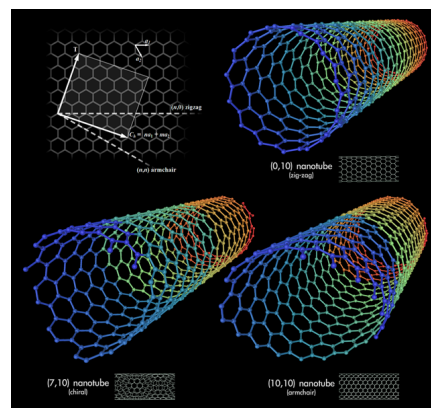 a₁
a₂
T
(n,0) zigzag
Cₕ = na₁ + ma₂
(n,n) armchair
(0,10) nanotube
(zig-zag)
(7,10) nanotube
(chiral)
(10,10) nanotube
(armchair)